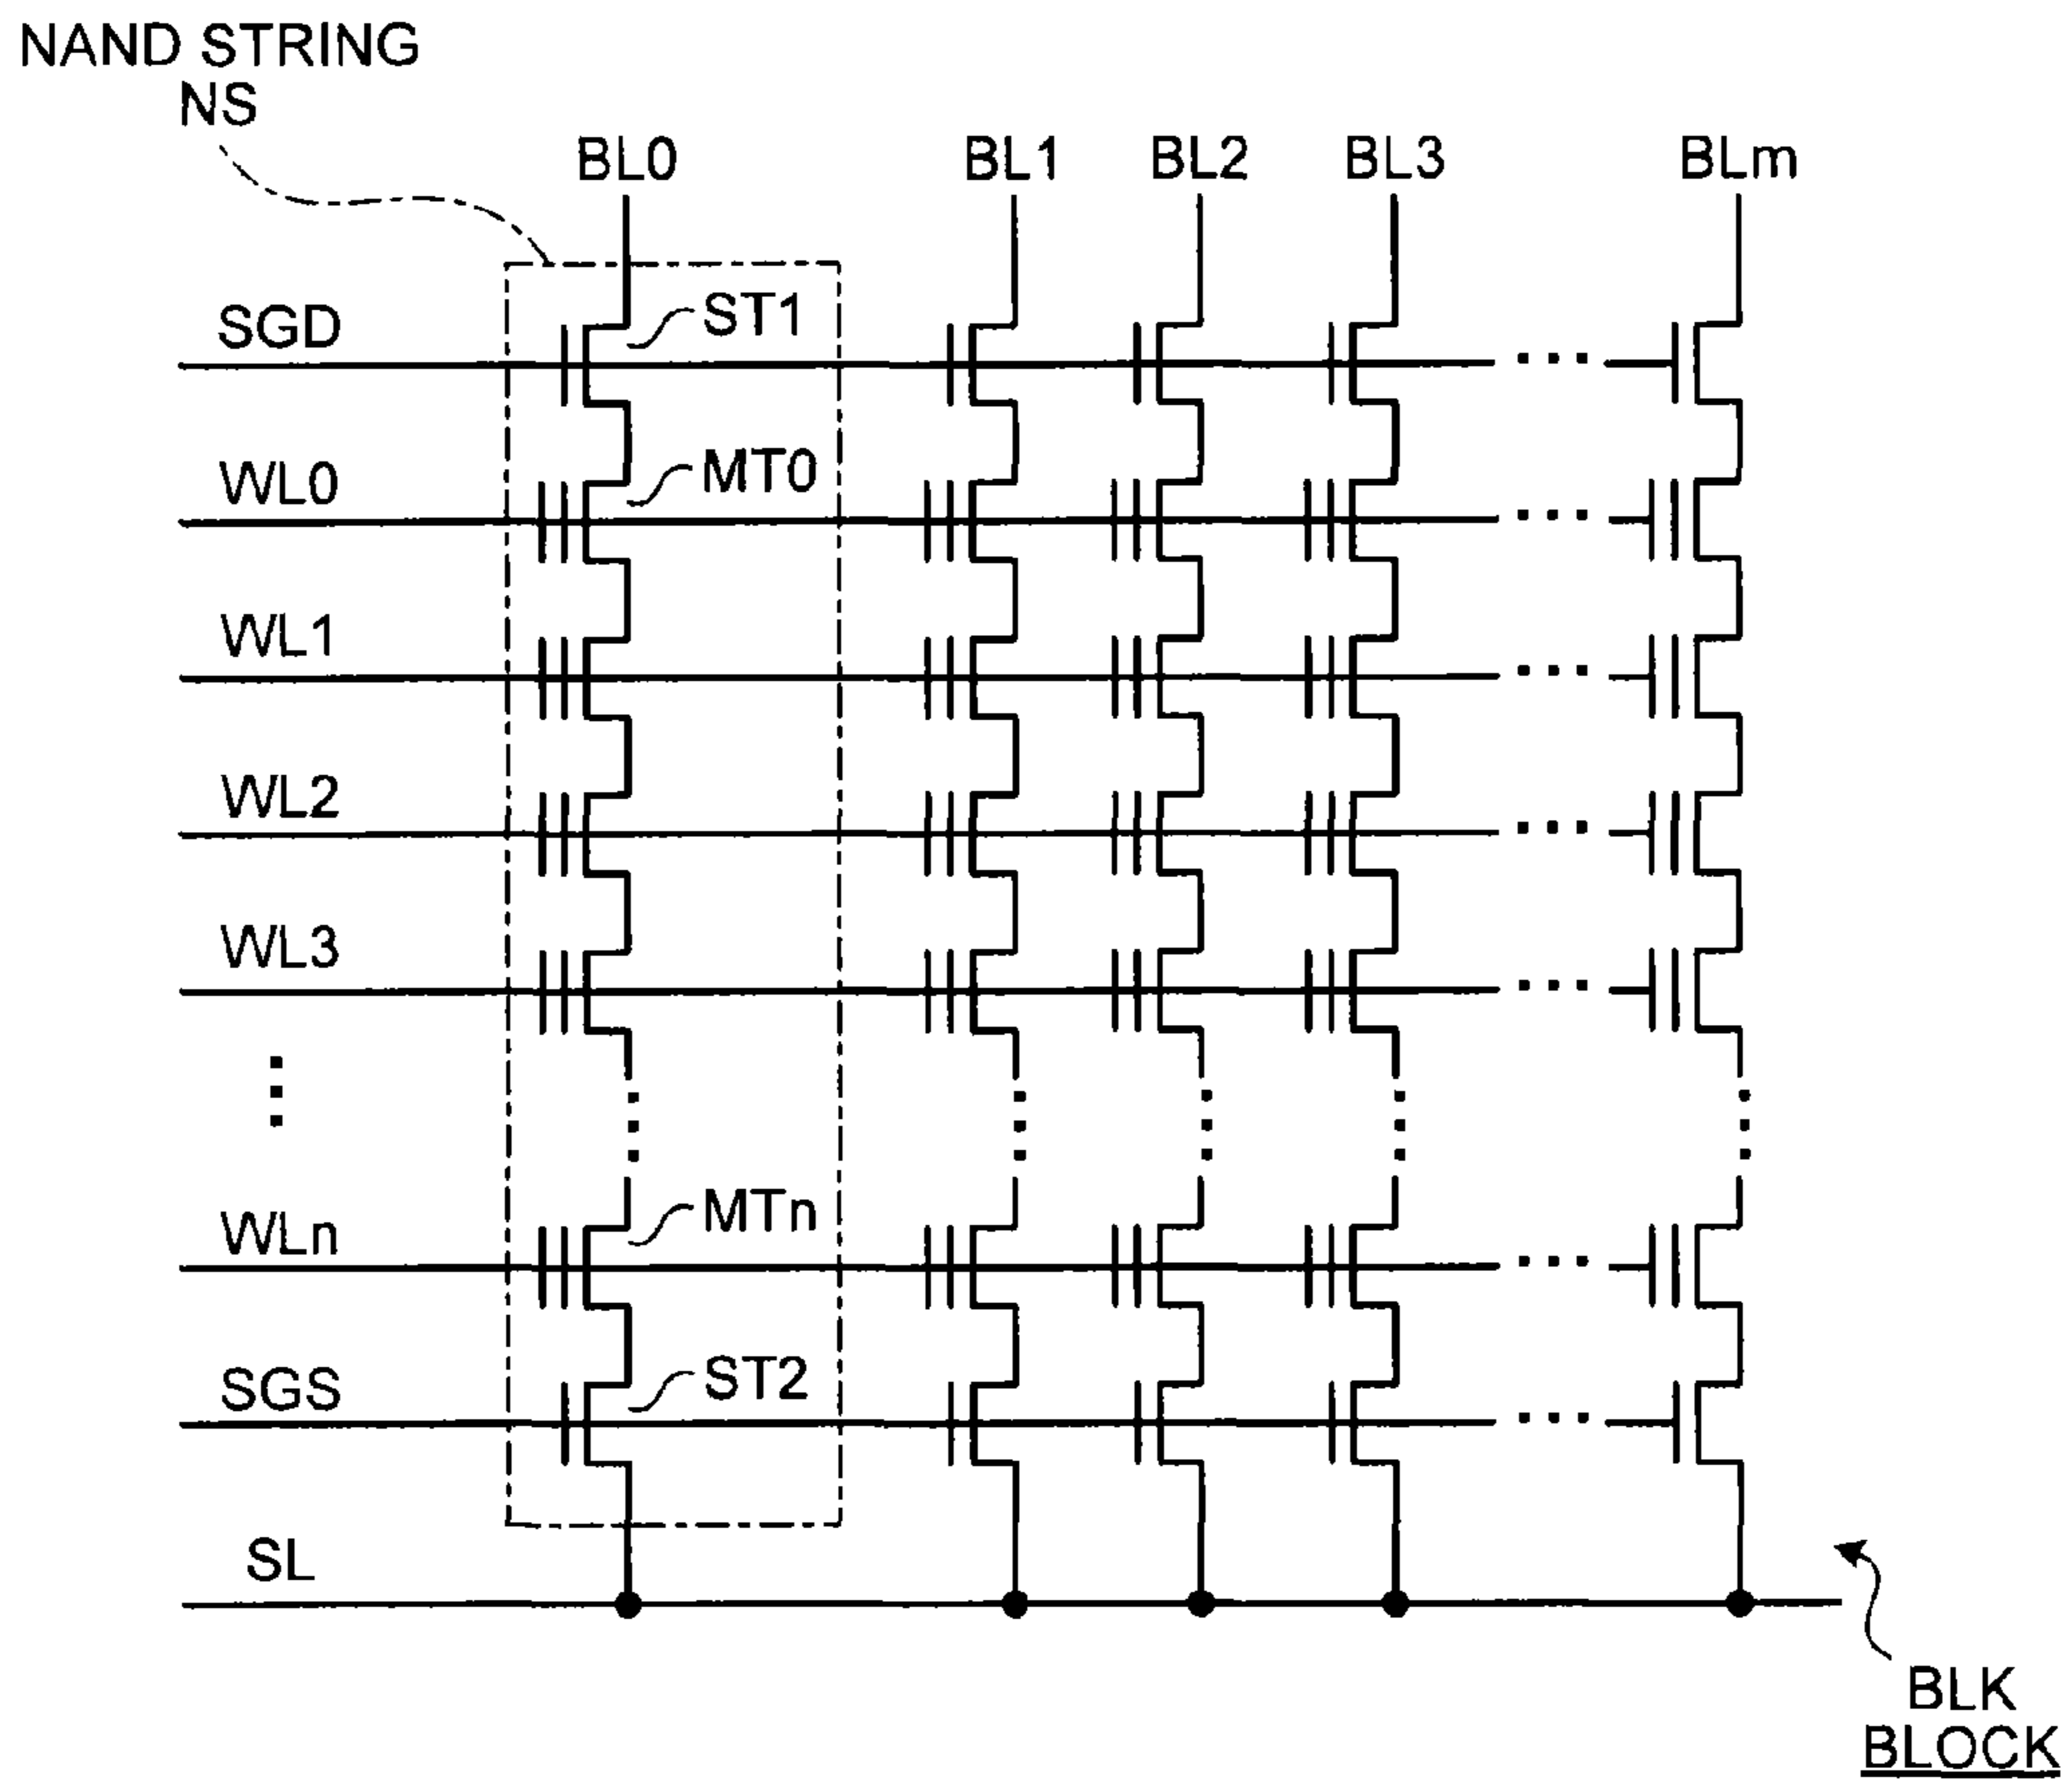 NAND STRING
NS
BL0 BL1 BL2 BL3 BLm
SGD
ST1
WL0
MT0
WL1
WL2
WL3
WLn
MTn
SGS
ST2
SL
BLK
BLOCK